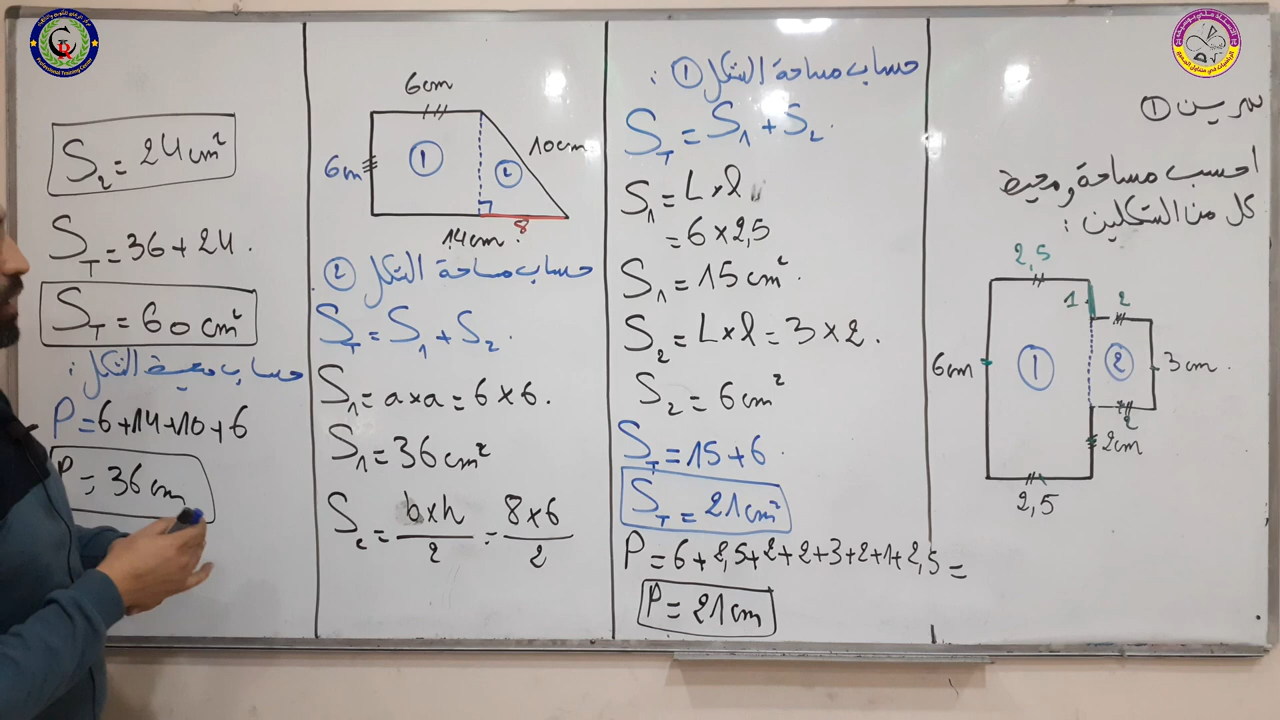 تمرين ①
احسب مساحة ومحيط
كل من الشكلين :
2,5
1
2
6cm
①
②
3cm.
2
2cm
2,5
حساب مساحة الشكل ① :
S_T = S_1 + S_2.
S_1 = L × l
= 6 × 2,5
S_1 = 15 cm².
S_2 = L × l = 3 × 2.
S_2 = 6 cm²
S_T = 15 + 6.
S_T = 21 cm²
P = 6 + 2,5 + 2 + 2 + 3 + 2 + 1 + 2,5 =
P = 21 cm
6cm
10cm
6cm
①
②
8
14cm.
حساب مساحة الشكل ②
S_T = S_1 + S_2.
S_1 = a × a = 6 × 6.
S_1 = 36 cm²
S_2 = b×h/2 = 8×6/2
S_2 = 24 cm²
S_T = 36 + 24.
S_T = 60 cm²
حساب محيط الشكل :
P = 6 + 14 + 10 + 6
P = 36 cm
Professional Training Center